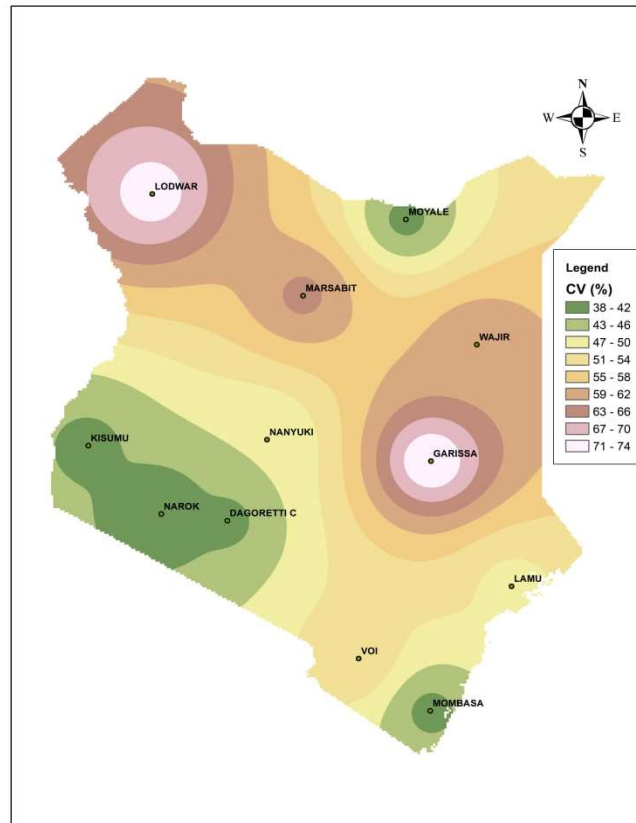 N
W E
S
LODWAR
MOYALE
MARSABIT
WAJIR
Legend
CV (%)
38 - 42
43 - 46
47 - 50
51 - 54
55 - 58
59 - 62
63 - 66
67 - 70
71 - 74
KISUMU
NANYUKI
GARISSA
NAROK
DAGORETTI C
LAMU
VOI
MOMBASA